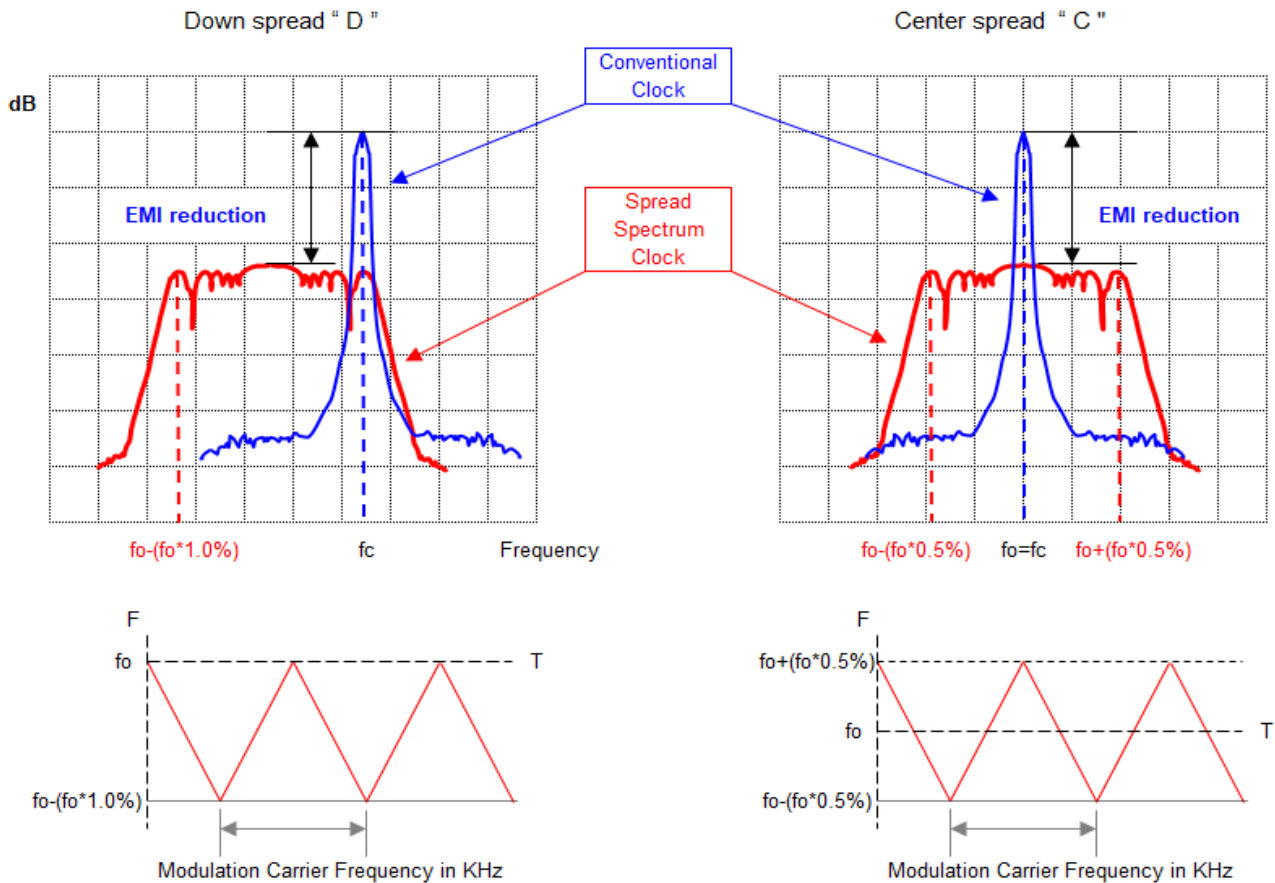 Down spread “ D ”
Center spread “ C "
Conventional
Clock
dB
EMI reduction
EMI reduction
Spread
Spectrum
Clock
fo-(fo*1.0%)
fc
Frequency
fo-(fo*0.5%)
fo=fc
fo+(fo*0.5%)
F
fo
T
fo-(fo*1.0%)
Modulation Carrier Frequency in KHz
F
fo+(fo*0.5%)
fo
T
fo-(fo*0.5%)
Modulation Carrier Frequency in KHz